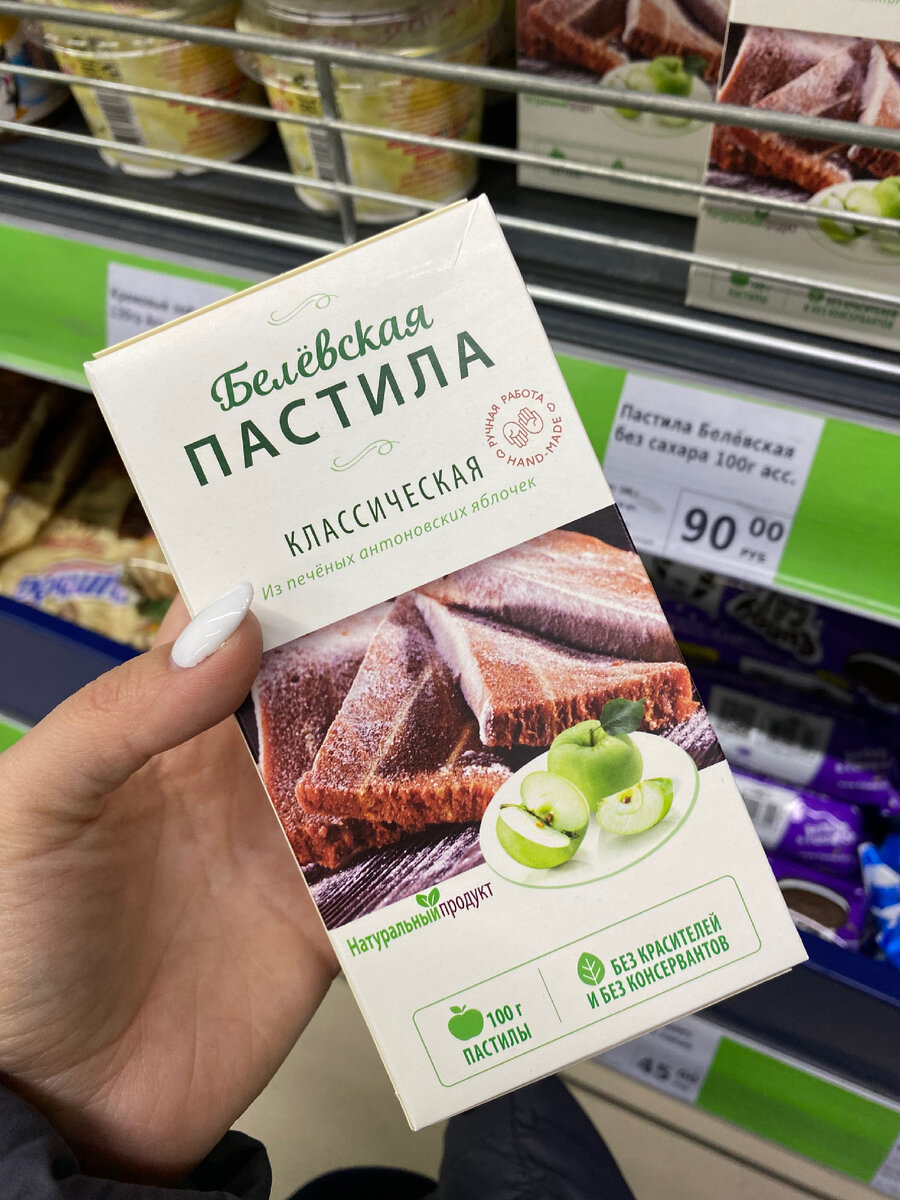 Белёвская
ПАСТИЛА
РУЧНАЯ РАБОТА
HAND-MADE
КЛАССИЧЕСКАЯ
Из печёных антоновских яблочек
Натуральный продукт
100 г
ПАСТИЛЫ
БЕЗ КРАСИТЕЛЕЙ
И БЕЗ КОНСЕРВАНТОВ
Пастила Белёвская
без сахара 100г асс.
90 00
РУБ
45